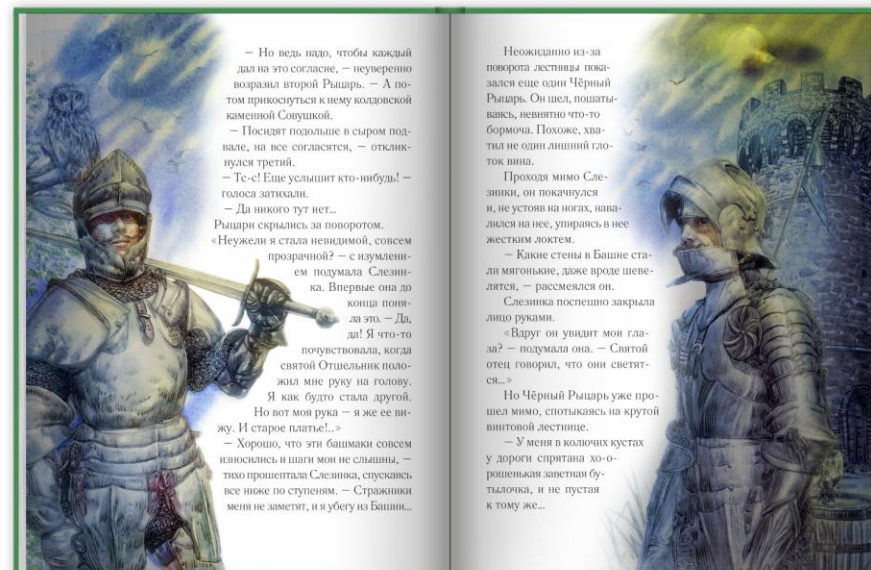 – Но ведь надо, чтобы каждый
дал на это согласие, – неуверенно
возразил второй Рыцарь. – А по-
том прикоснуться к нему колдовской
каменной Совушкой.
– Посидят подольше в сыром под-
вале, на все согласятся, – отклик-
нулся третий.
– Тс-с! Еще услышит кто-нибудь! –
голоса затихали.
– Да никого тут нет...
Рыцари скрылись за поворотом.
«Неужели я стала невидимой, совсем
прозрачной? – с изумлени-
ем подумала Слезин-
ка. Впервые она до
конца поня-
ла это. – Да,
да! Я что-то
почувствовала, когда
святой Отшельник поло-
жил мне руку на голову.
Я как будто стала другой.
Но вот моя рука – я же ее ви-
жу. И старое платье!..»
– Хорошо, что эти башмаки совсем
износились и шаги мои не слышны, –
тихо прошептала Слезинка, спускаясь
все ниже по ступеням. – Стражники
меня не заметят, и я убегу из Башни...
Неожиданно из-за
поворота лестницы пока-
зался еще один Чёрный
Рыцарь. Он шел, пошаты-
ваясь, невнятно что-то
бормоча. Похоже, хва-
тил не один лишний гло-
ток вина.
Проходя мимо Сле-
зинки, он покачнулся
и, не устояв на ногах, нава-
лился на нее, упираясь в нее
жестким локтем.
– Какие стены в Башне ста-
ли мягонькие, даже вроде шеве-
лятся, – рассмеялся он.
Слезинка поспешно закрыла
лицо руками.
«Вдруг он увидит мои гла-
за? – подумала она. – Святой
отец говорил, что они светят-
ся...»
Но Чёрный Рыцарь уже про-
шел мимо, спотыкаясь на крутой
винтовой лестнице.
– У меня в колючих кустах
у дороги спрятана хо-о-
рошенькая заветная бу-
тылочка, и не пустая
к тому же...